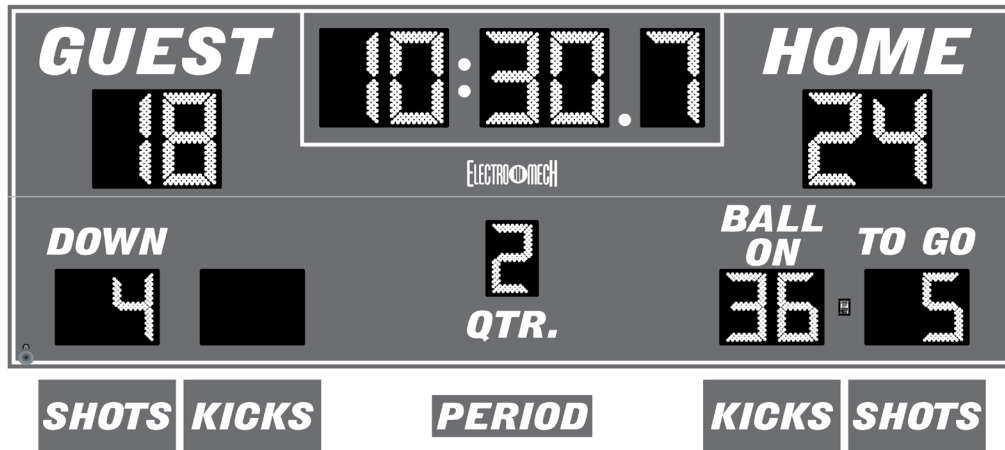 GUEST
10:30.7
HOME
18
24
ELECTRO MECH
DOWN
BALL
ON
TO GO
4
2
36
5
QTR.
SHOTS
KICKS
PERIOD
KICKS
SHOTS